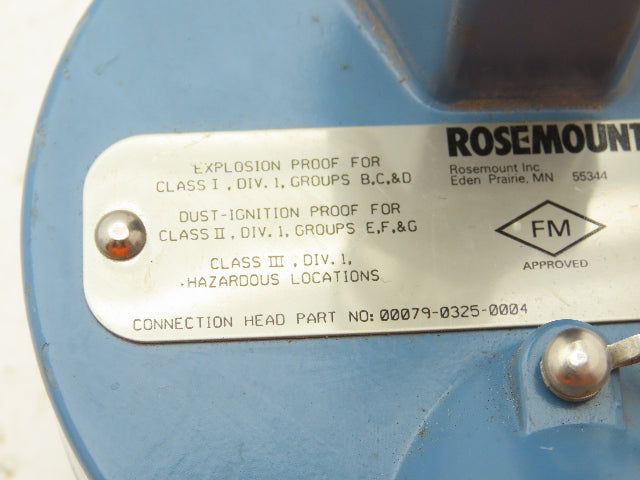 EXPLOSION PROOF FOR
CLASS I, DIV. 1, GROUPS B,C,&D
DUST-IGNITION PROOF FOR
CLASS II, DIV. 1, GROUPS E,F,&G
CLASS III, DIV. 1,
HAZARDOUS LOCATIONS
CONNECTION HEAD PART NO: 00079-0325-0004
ROSEMOUNT
Rosemount Inc
Eden Prairie, MN 55344
FM
APPROVED